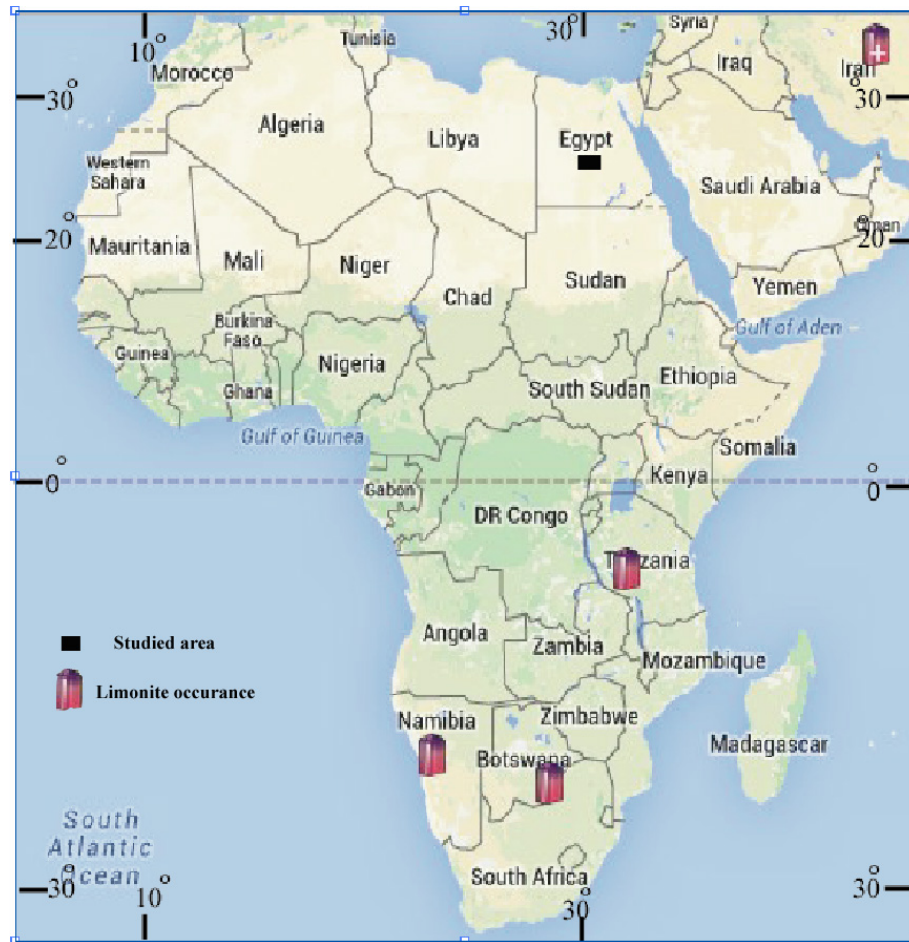 10°
30°
Tunisia
Syria
Morocco
Iraq
Iran
30°
30
Algeria
Libya
Egypt
Western
Sahara
Saudi Arabia
20°
Oman
20
Mauritania
Mali
Niger
Chad
Sudan
Yemen
Burkina
Faso
Gulf of Aden
Guinea
Nigeria
Ethiopia
Ghana
South Sudan
Gulf of Guinea
Somalia
0°
Kenya
0°
Gabon
DR Congo
Angola
Studied area
Zambia
Mozambique
Limonite occurance
Namibia
Zimbabwe
Madagascar
Botswana
South
Atlantic
Ocean
South Africa
30°
30°
10°
30°